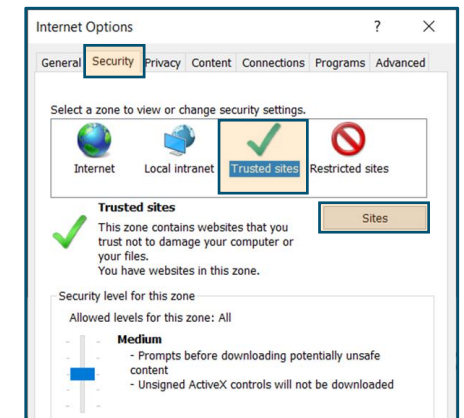 Internet Options ? ×
General Security Privacy Content Connections Programs Advanced
Select a zone to view or change security settings.
Internet Local intranet Trusted sites Restricted sites
Trusted sites
Sites
This zone contains websites that you
trust not to damage your computer or
your files.
You have websites in this zone.
Security level for this zone
Allowed levels for this zone: All
Medium
- Prompts before downloading potentially unsafe
content
- Unsigned ActiveX controls will not be downloaded